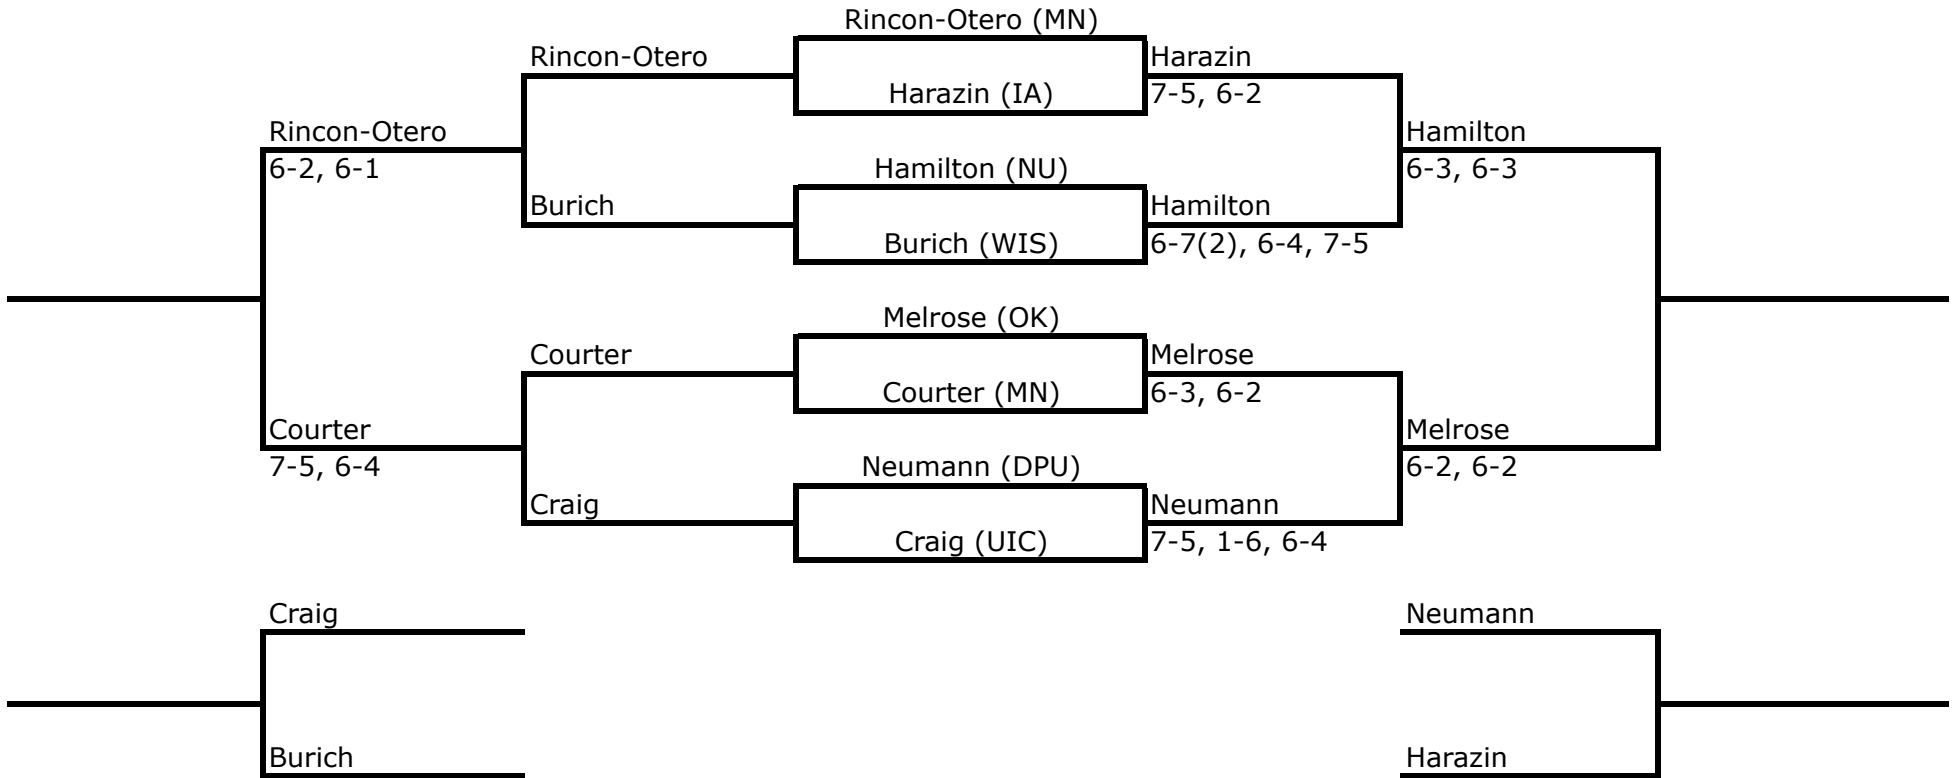 Rincon-Otero (MN)
Rincon-Otero
Harazin
Harazin (IA)
7-5, 6-2
Rincon-Otero
Hamilton
6-2, 6-1
Hamilton (NU)
6-3, 6-3
Burich
Hamilton
Burich (WIS)
6-7(2), 6-4, 7-5
Melrose (OK)
Courter
Melrose
Courter (MN)
6-3, 6-2
Courter
Melrose
7-5, 6-4
Neumann (DPU)
6-2, 6-2
Craig
Neumann
Craig (UIC)
7-5, 1-6, 6-4
Craig
Neumann
Burich
Harazin